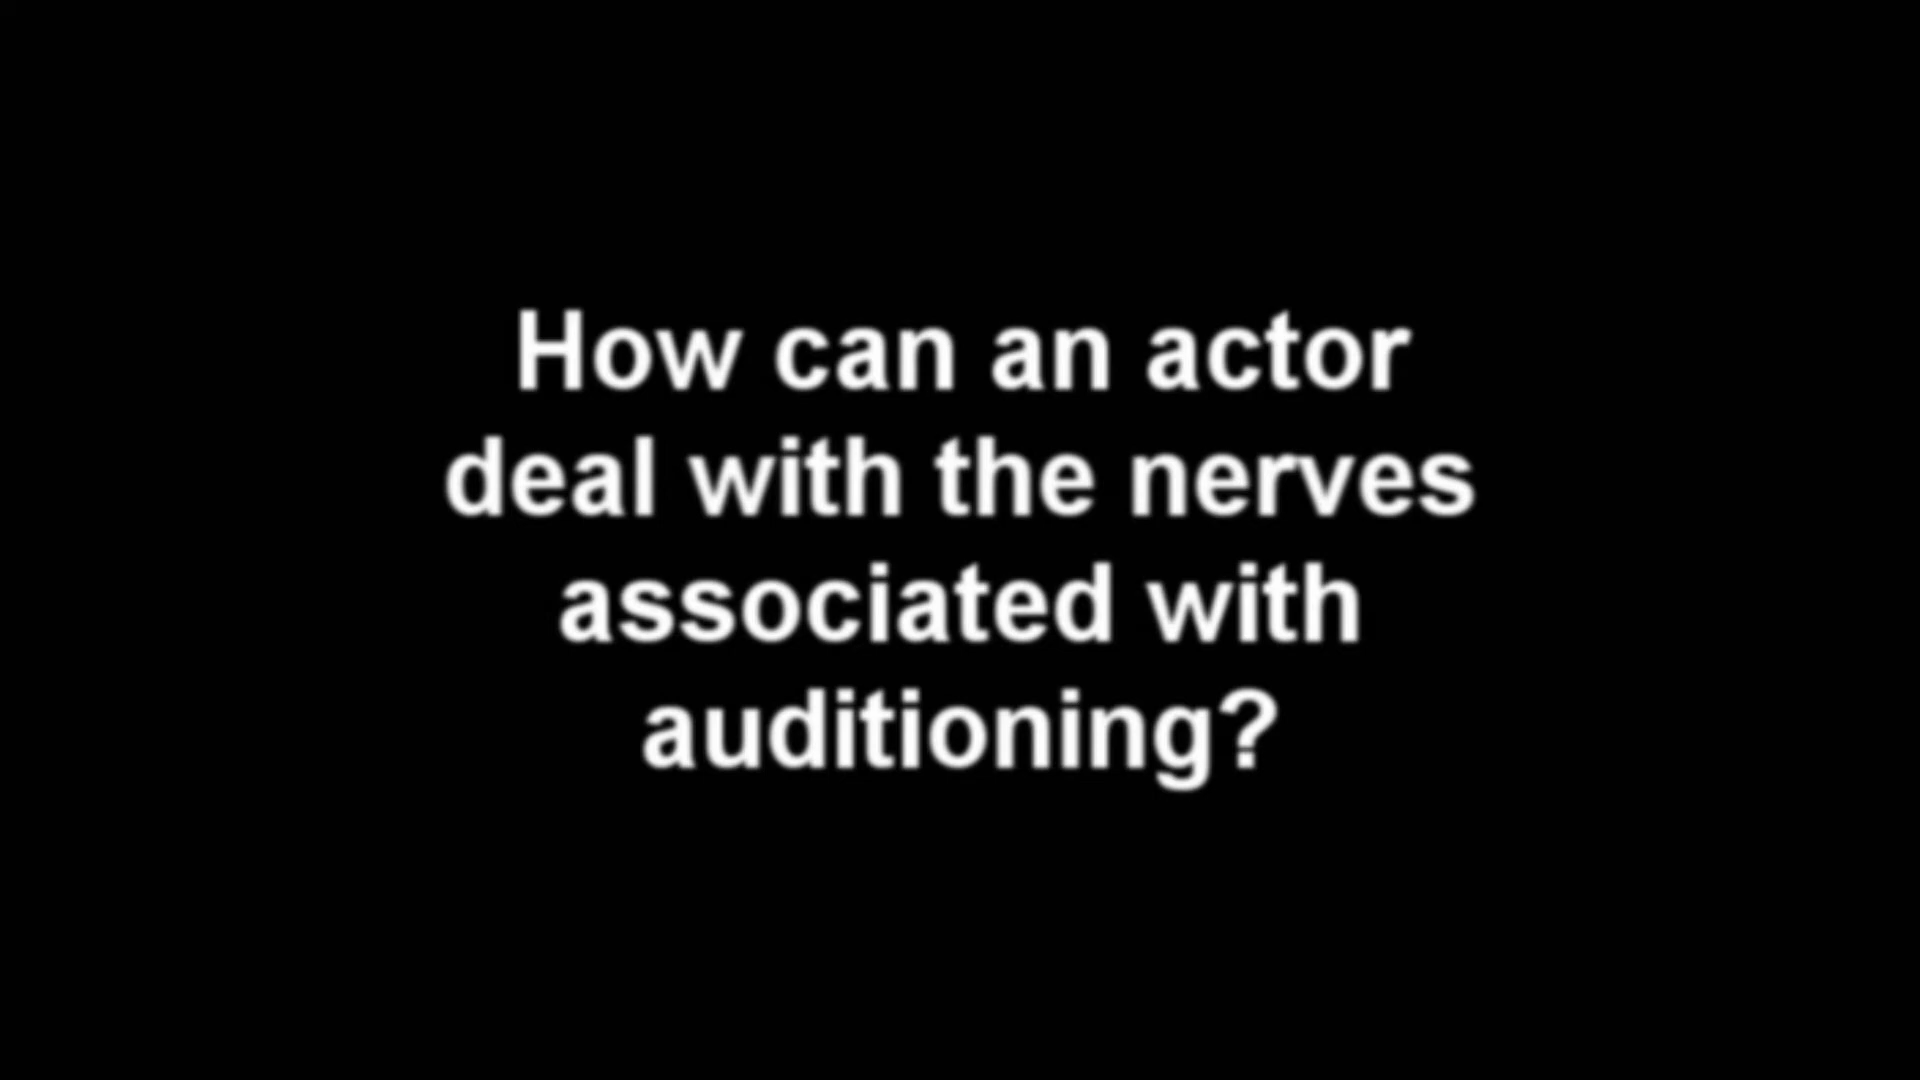 How can an actor
deal with the nerves
associated with
auditioning?